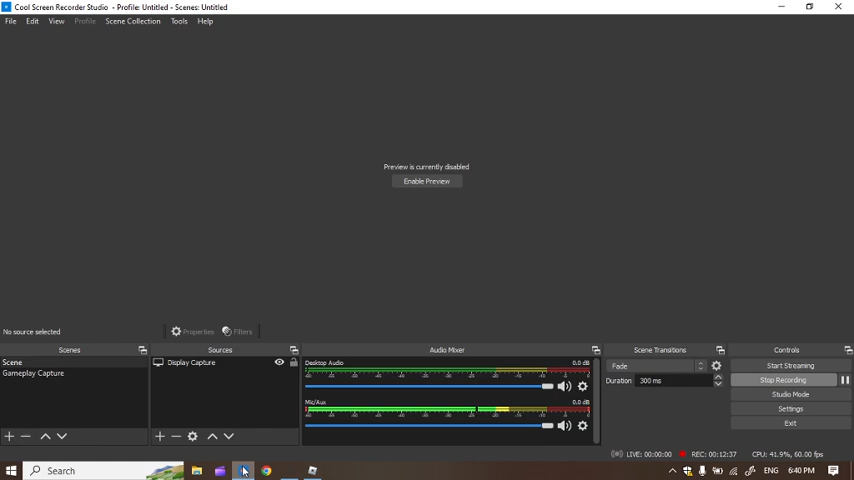 Cool Screen Recorder Studio - Profile: Untitled - Scenes: Untitled
File Edit View Profile Scene Collection Tools Help
Preview is currently disabled
Enable Preview
No source selected
Properties Filters
Scenes
Scene
Gameplay Capture
Sources
Display Capture
Audio Mixer
Desktop Audio 0.0 dB
Mic/Aux 0.0 dB
Scene Transitions
Fade
Duration 300 ms
Controls
Start Streaming
Stop Recording
Studio Mode
Settings
Exit
LIVE: 00:00:00 REC: 00:12:37 CPU: 41.9%, 60.00 fps
Search
ENG 6:40 PM